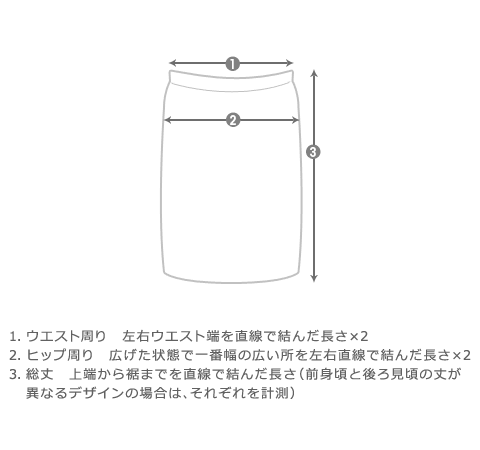 1
2
3
1. ウエスト周り　左右ウエスト端を直線で結んだ長さ×2
2. ヒップ周り　広げた状態で一番幅の広い所を左右直線で結んだ長さ×2
3. 総丈　上端から裾までを直線で結んだ長さ（前身頃と後ろ見頃の丈が
異なるデザインの場合は、それぞれを計測）